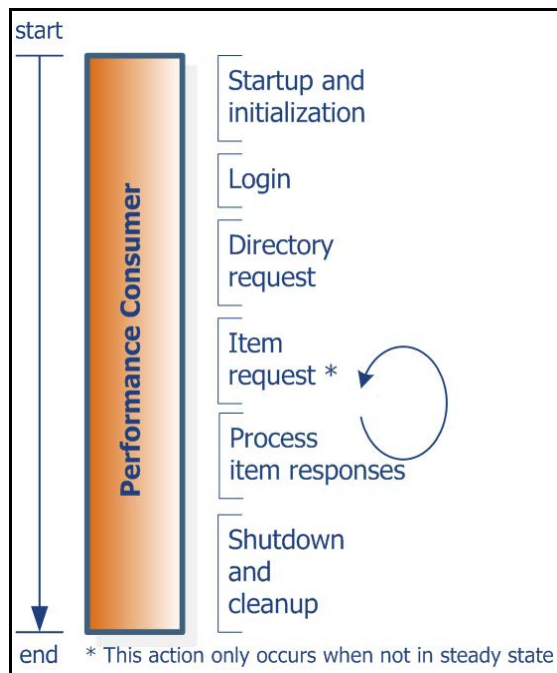 start
Performance Consumer
Startup and
initialization
Login
Directory
request
Item
request *
Process
item responses
Shutdown
and
cleanup
end
* This action only occurs when not in steady state